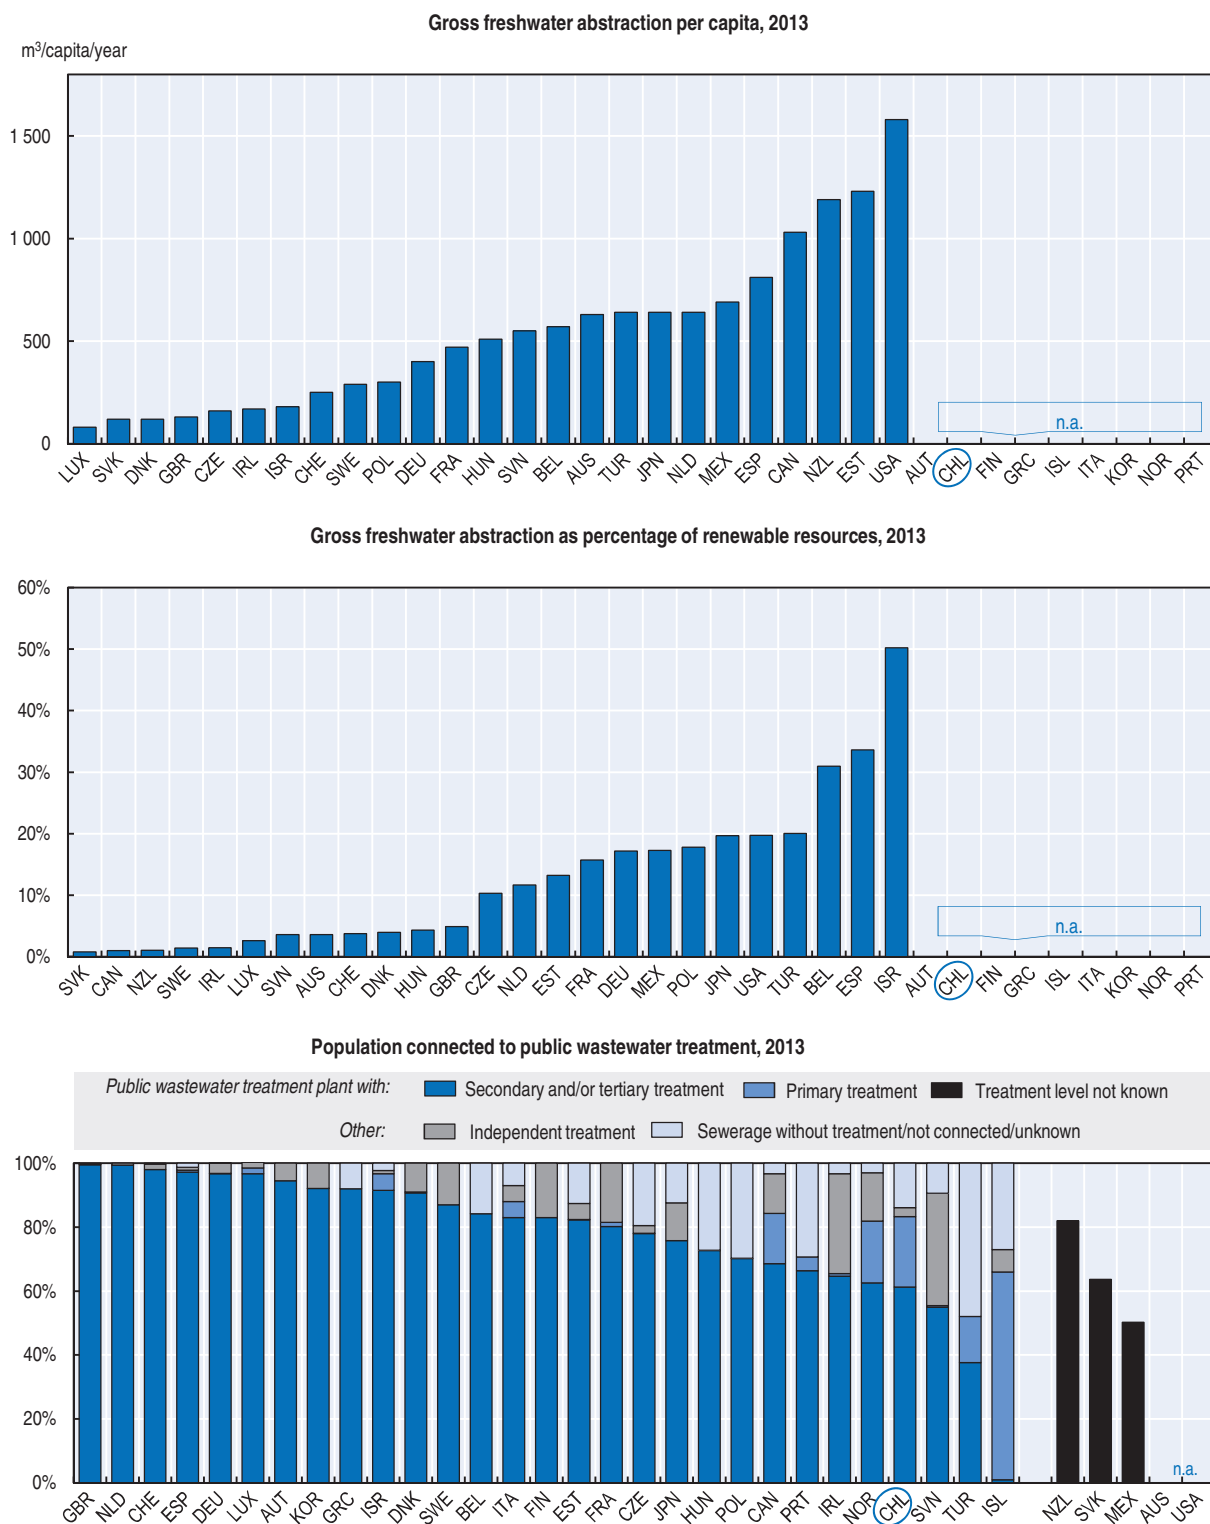 Gross freshwater abstraction per capita, 2013
m³/capita/year
1 500
1 000
500
0
n.a.
LUX SVK DNK GBR CZE IRL ISR CHE SWE POL DEU FRA HUN SVN BEL AUS TUR JPN NLD MEX ESP CAN NZL EST USA AUT CHL FIN GRC ISL ITA KOR NOR PRT
Gross freshwater abstraction as percentage of renewable resources, 2013
60%
50%
40%
30%
20%
10%
0%
n.a.
SVK CAN NZL SWE IRL LUX SVN AUS CHE DNK HUN GBR CZE NLD EST FRA DEU MEX POL JPN USA TUR BEL ESP ISR AUT CHL FIN GRC ISL ITA KOR NOR PRT
Population connected to public wastewater treatment, 2013
Public wastewater treatment plant with: Secondary and/or tertiary treatment Primary treatment Treatment level not known
Other: Independent treatment Sewerage without treatment/not connected/unknown
100%
80%
60%
40%
20%
0%
n.a.
GBR NLD CHE ESP DEU LUX AUT KOR GRC ISR DNK SWE BEL ITA FIN EST FRA CZE JPN HUN POL CAN PRT IRL NOR CHL SVN TUR ISL NZL SVK MEX AUS USA